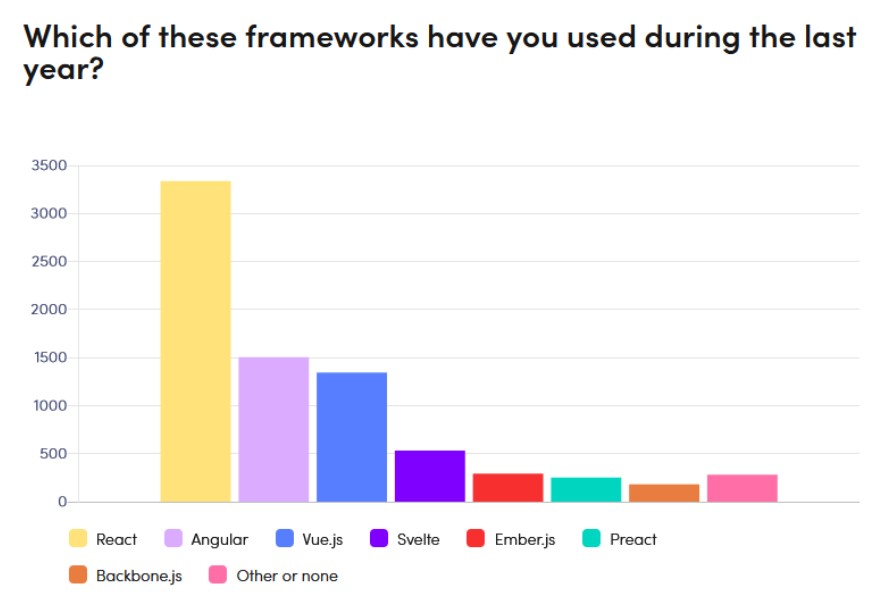 Which of these frameworks have you used during the last
year?
3500
3000
2500
2000
1500
1000
500
0
React Angular Vue.js Svelte Ember.js Preact
Backbone.js Other or none